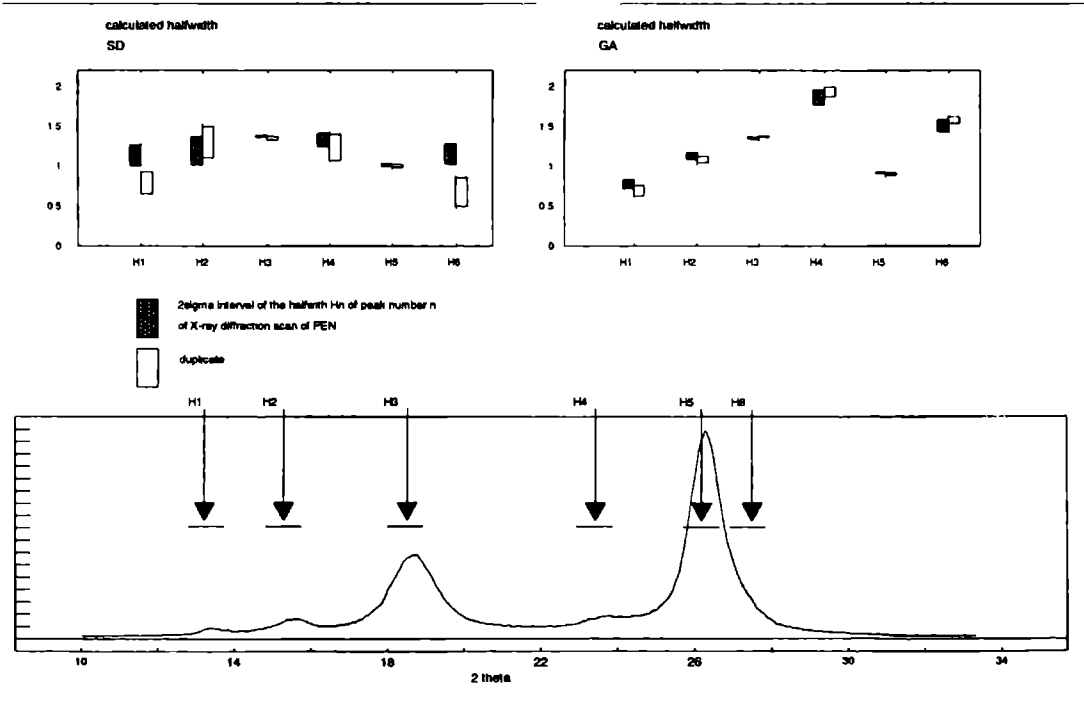 calculated halfwidth
SD
2
1 5
1
0 5
0
H1 H2 H3 H4 H5 H6
calculated halfwidth
GA
2
1 5
1
0 5
0
H1 H2 H3 H4 H5 H6
2sigma interval of the halfwith Hn of peak number n
of X-ray diffraction scan of PEN
duplicate
H1 H2 H3 H4 H5 H6
10 14 18 22 26 30 34
2 theta